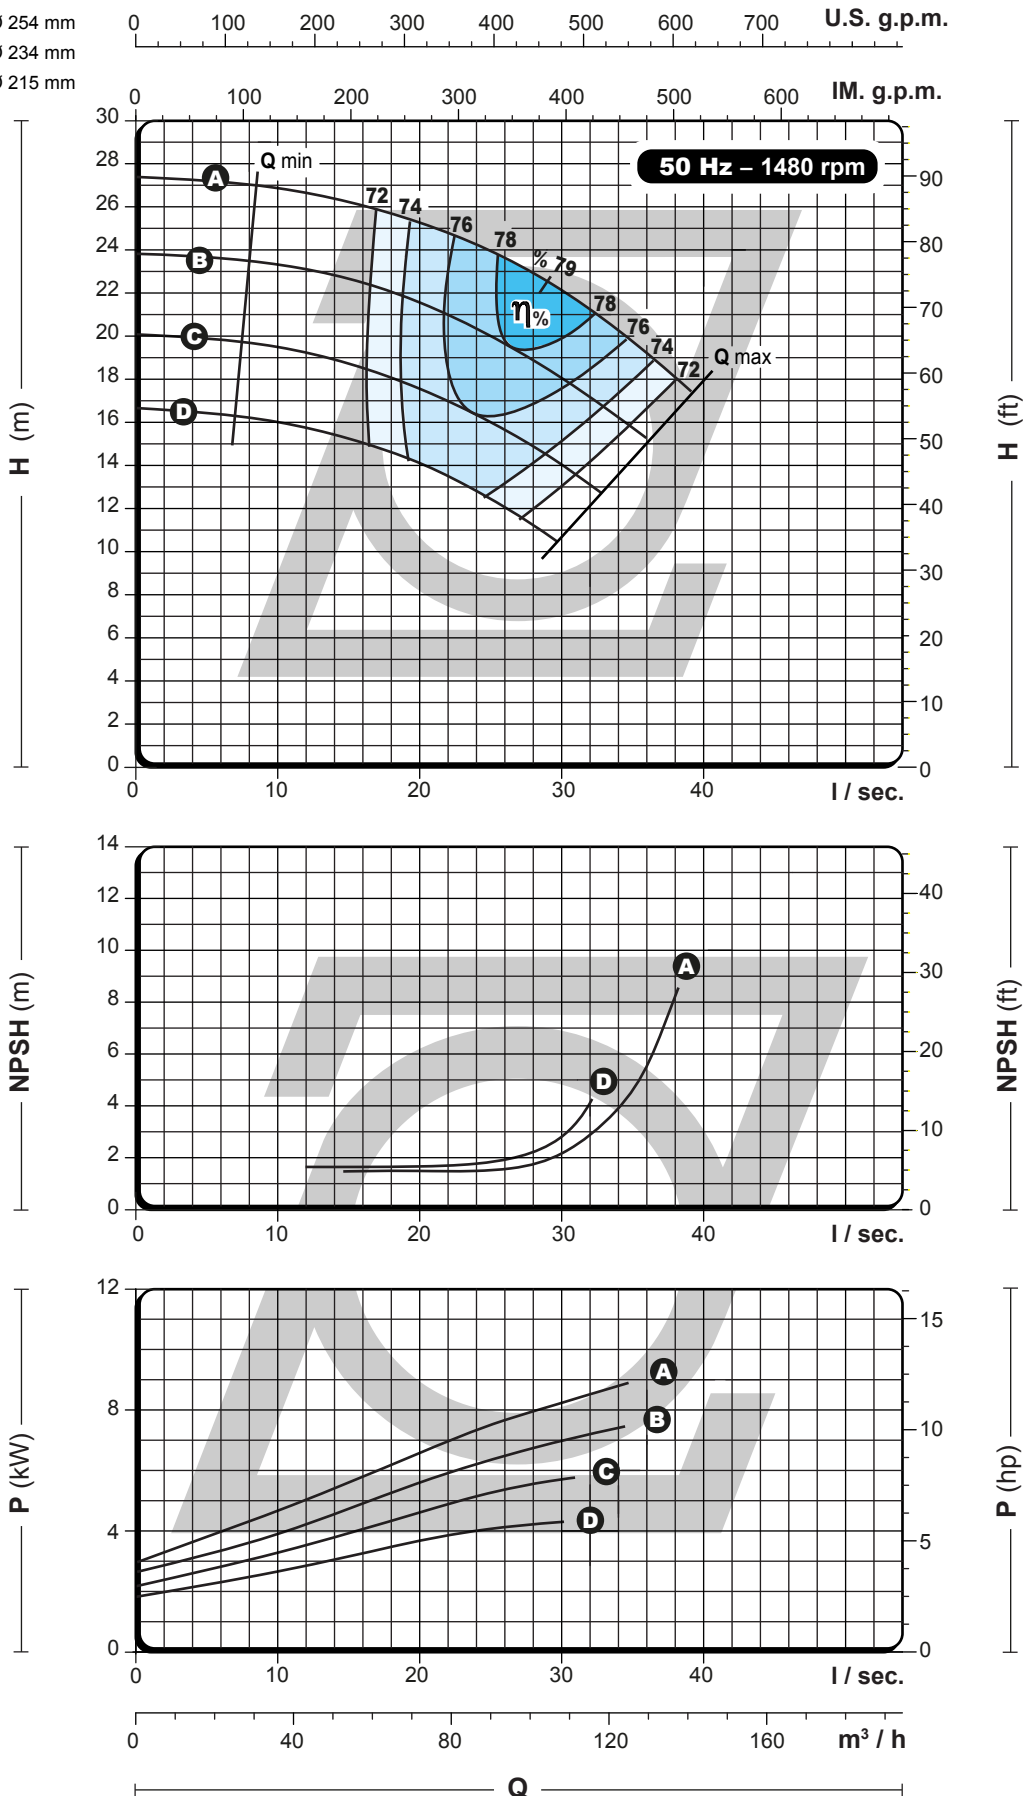 Ø 254 mm
Ø 234 mm
Ø 215 mm
0 100 200 300 400 500 600 700 U.S. g.p.m.
0 100 200 300 400 500 600 IM. g.p.m.
50 Hz – 1480 rpm
Q min
A
B
C
D
72 74 76 78 % 79
η%
78 76 74 72
Q max
H (m)
30
28
26
24
22
20
18
16
14
12
10
8
6
4
2
0
H (ft)
90
80
70
60
50
40
30
20
10
0
0 10 20 30 40 l / sec.
NPSH (m)
14
12
10
8
6
4
2
0
A
D
NPSH (ft)
40
30
20
10
0
0 10 20 30 40 l / sec.
P (kW)
12
8
4
0
A
B
C
D
P (hp)
15
10
5
0
0 10 20 30 40 l / sec.
0 40 80 120 160 m³ / h
Q